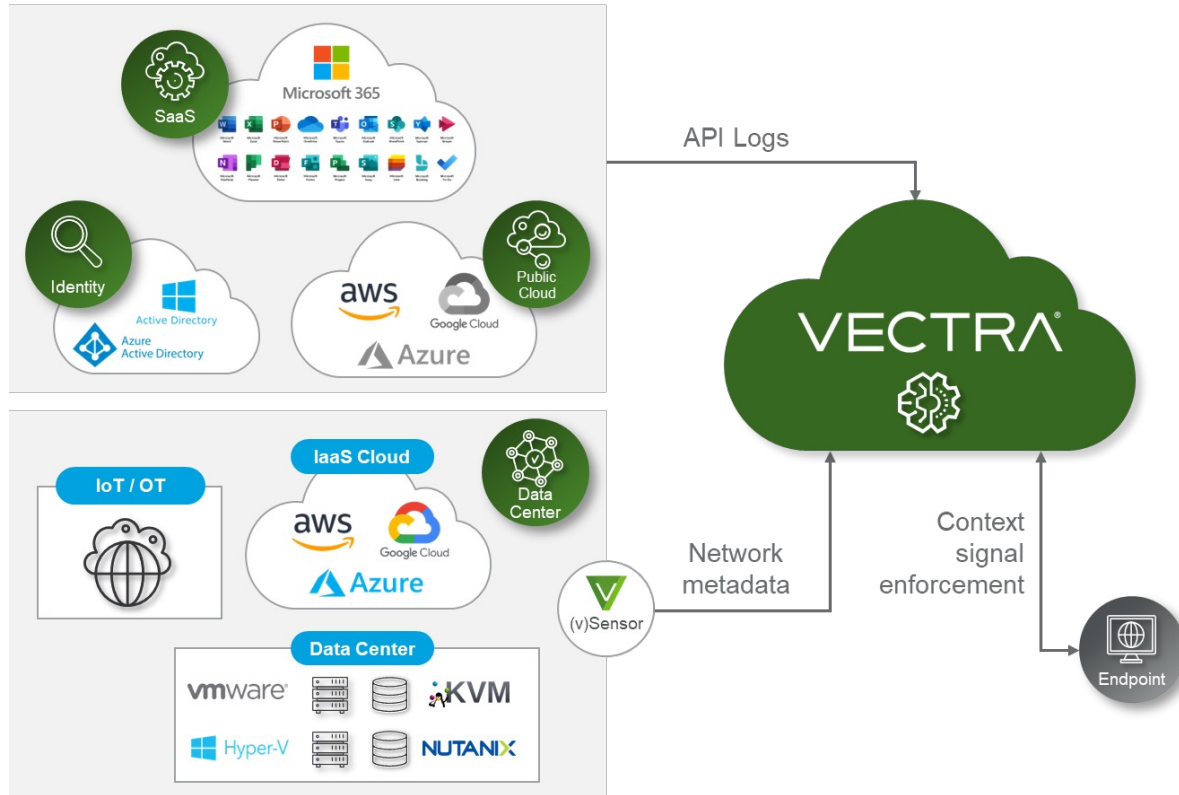 SaaS
Microsoft 365
Identity
Active Directory
Azure
Active Directory
Public
Cloud
aws
Google Cloud
Azure
API Logs
VECTRA®
IoT / OT
IaaS Cloud
aws
Google Cloud
Azure
Data
Center
(v)Sensor
Network
metadata
Context
signal
enforcement
Endpoint
Data Center
vmware®
KVM
Hyper-V
NUTANIX